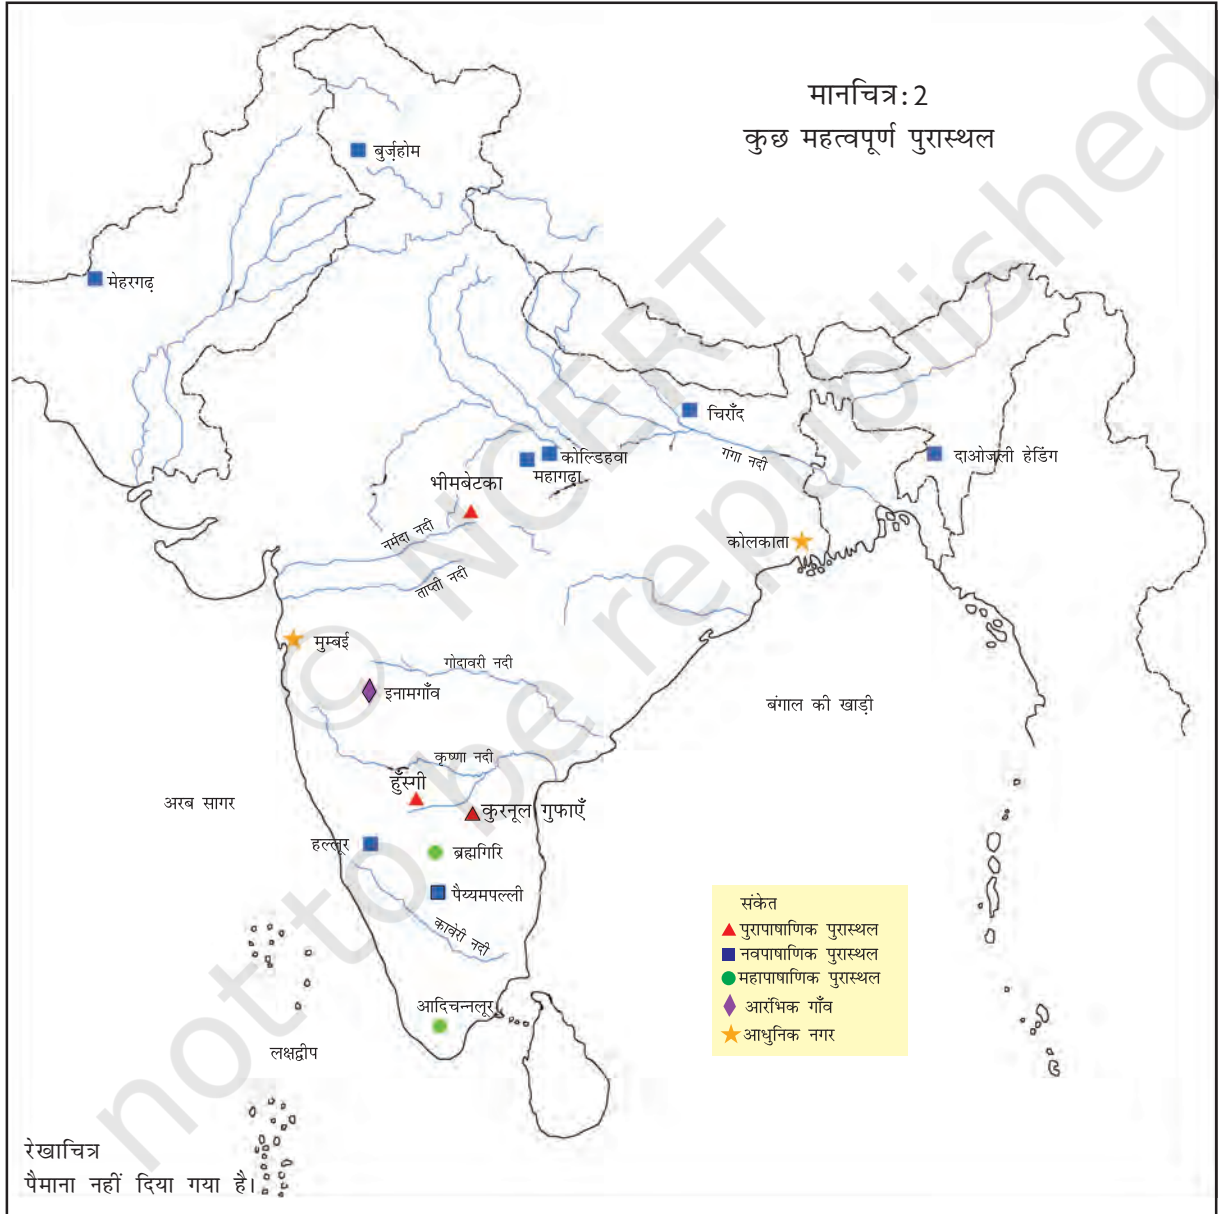 मानचित्र: 2
कुछ महत्वपूर्ण पुरास्थल
बुर्ज़होम
मेहरगढ़
चिराँद
गंगा नदी
कोल्डिहवा
महागढ़ा
दाओजली हेडिंग
भीमबेटका
नर्मदा नदी
ताप्ती नदी
कोलकाता
मुम्बई
गोदावरी नदी
इनामगाँव
बंगाल की खाड़ी
कृष्णा नदी
हुँस्गी
अरब सागर
कुरनूल गुफाएँ
हल्लूर
ब्रह्मगिरि
पैय्यमपल्ली
कावेरी नदी
संकेत
पुरापाषाणिक पुरास्थल
नवपाषाणिक पुरास्थल
महापाषाणिक पुरास्थल
आरंभिक गाँव
आधुनिक नगर
आदिचन्नलूर
लक्षद्वीप
रेखाचित्र
पैमाना नहीं दिया गया है।
© NCERT
not to be republished